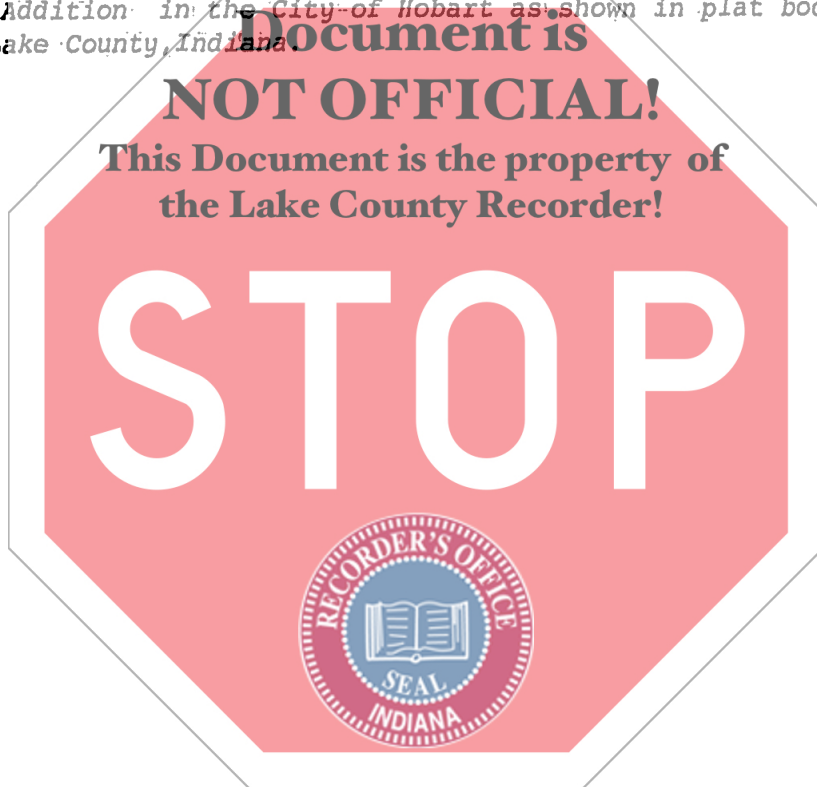 Addition in the City of Hobart as shown in plat
ake County, Indiana.
Document is
NOT OFFICIAL!
This Document is the property of
the Lake County Recorder!
STOP
RECORDER'S OFFICE
SEAL
INDIANA